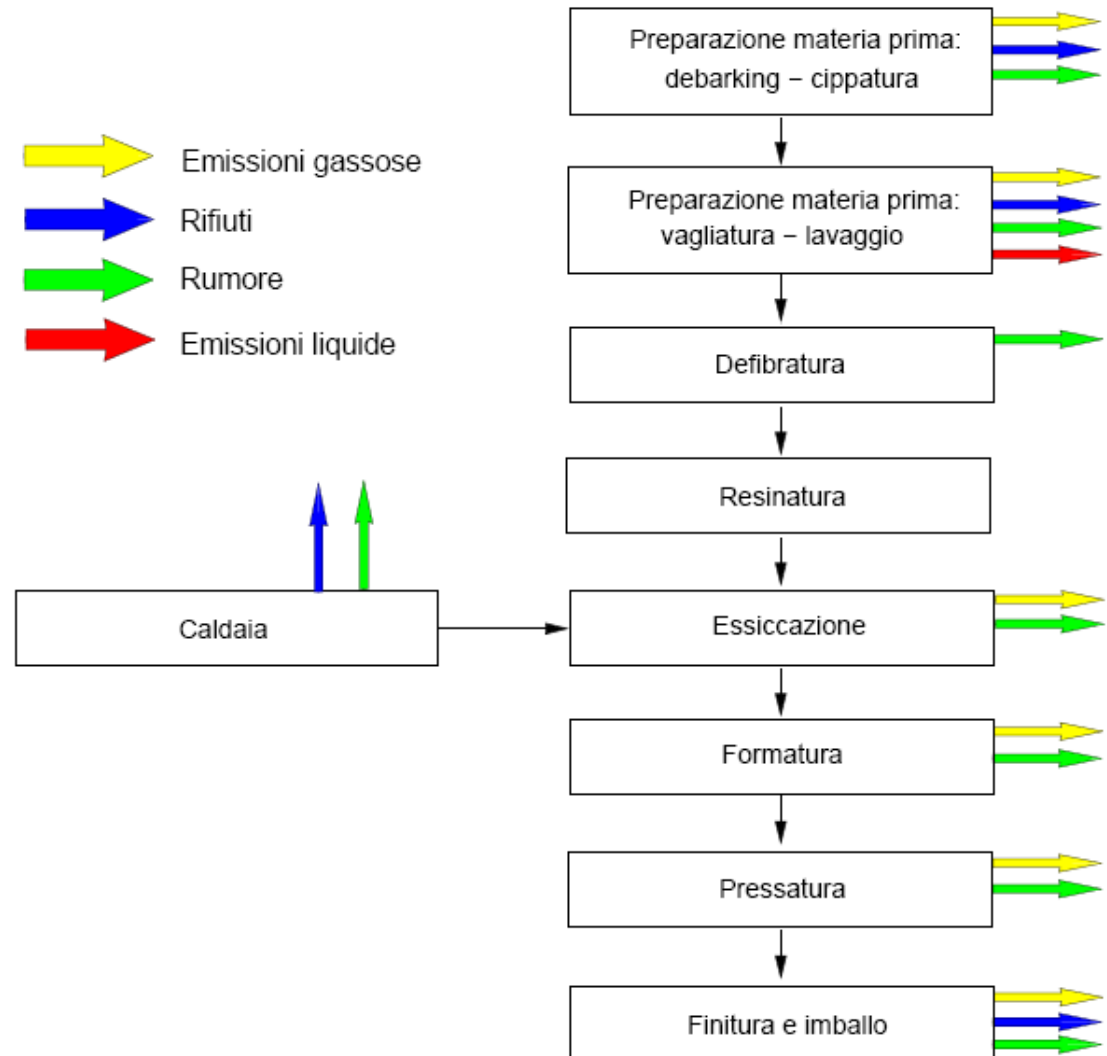 Preparazione materia prima:
debarking – cippatura
Emissioni gassose
Rifiuti
Rumore
Emissioni liquide
Preparazione materia prima:
vagliatura – lavaggio
Defibratura
Resinatura
Caldaia
Essiccazione
Formatura
Pressatura
Finitura e imballo